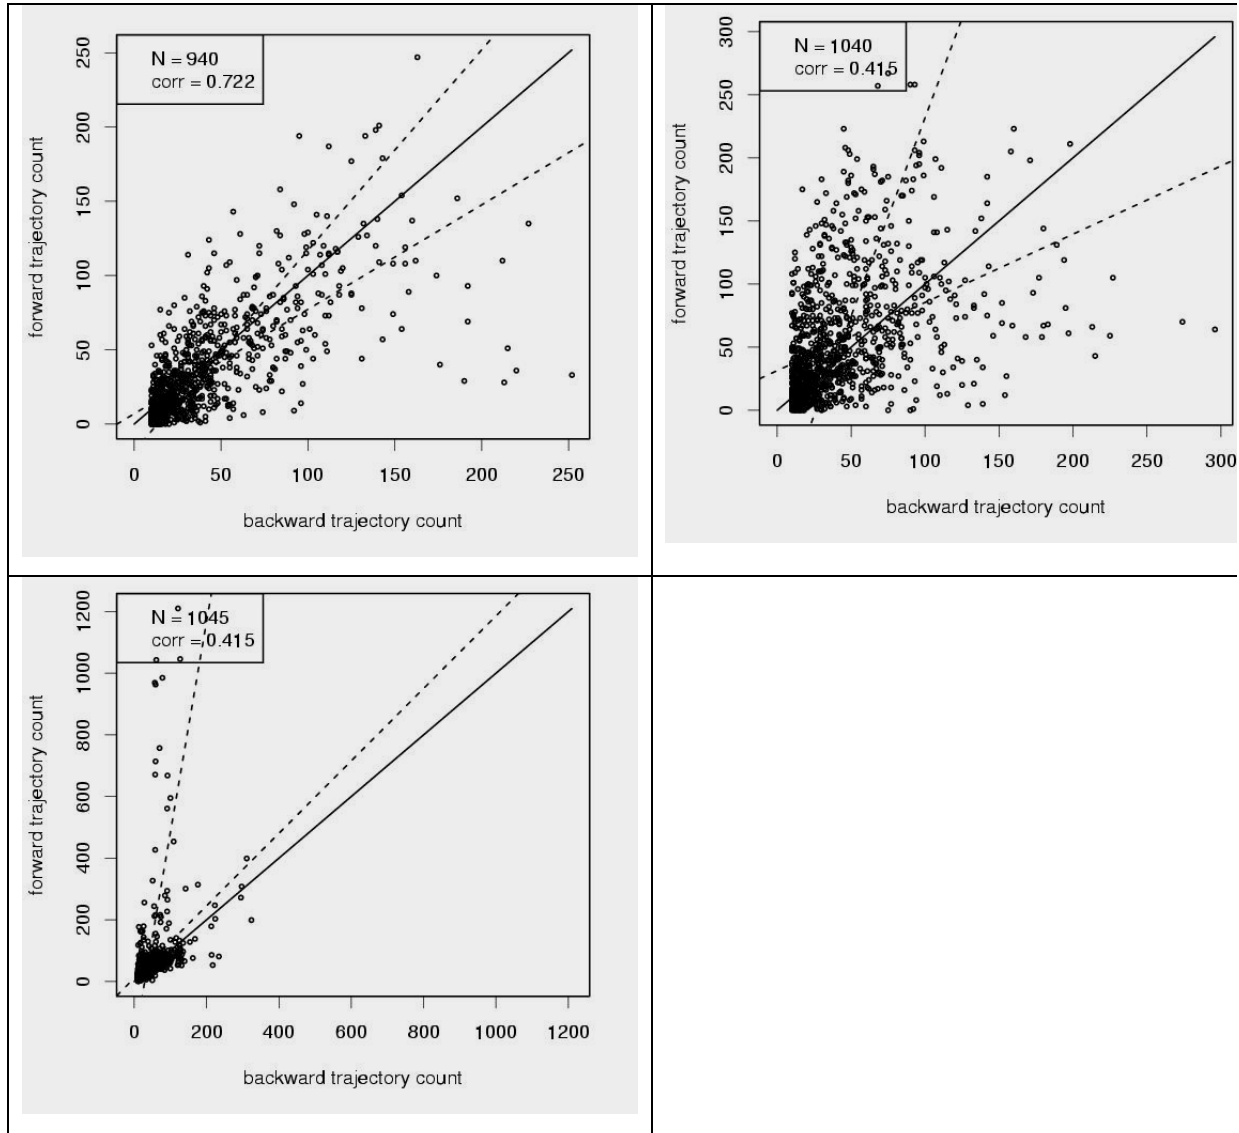 N = 940
corr = 0.722
250
200
150
100
50
0
forward trajectory count
0 50 100 150 200 250
backward trajectory count
N = 1040
corr = 0.415
300
250
200
150
100
50
0
forward trajectory count
0 50 100 150 200 250 300
backward trajectory count
N = 1045
corr = 0.415
1200
1000
800
600
400
200
0
forward trajectory count
0 200 400 600 800 1000 1200
backward trajectory count